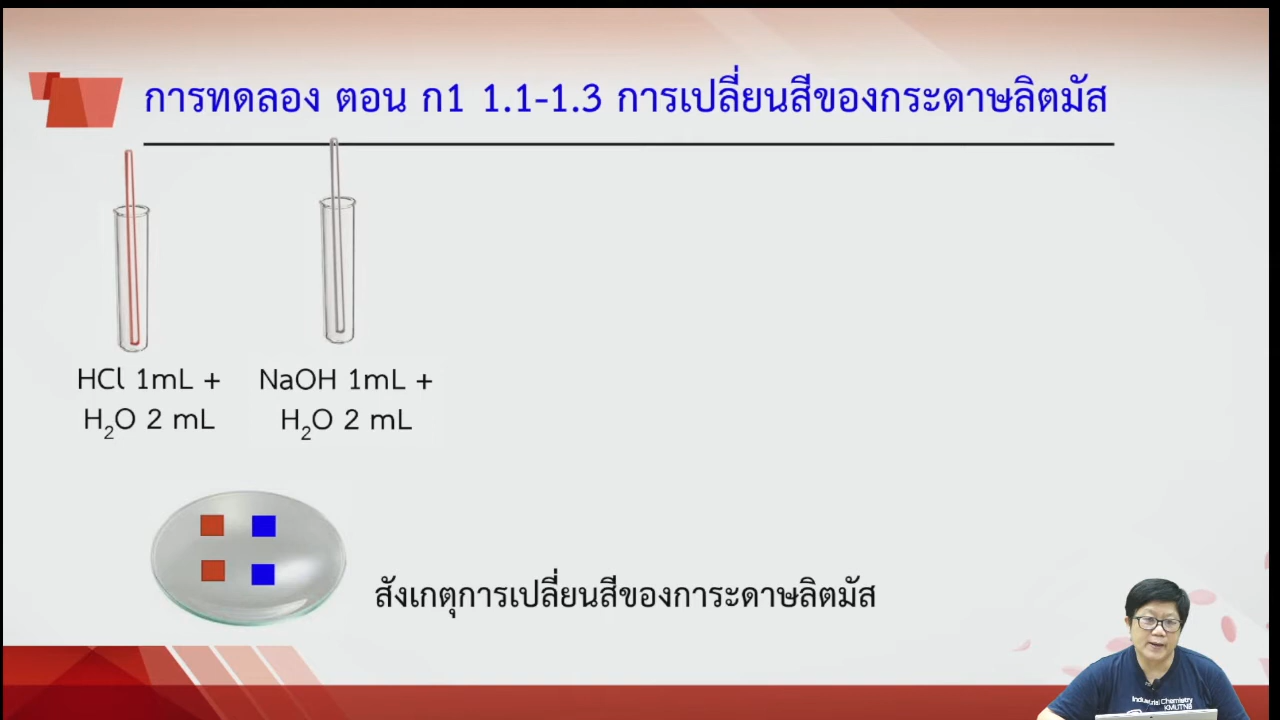 การทดลอง ตอน ก1 1.1-1.3 การเปลี่ยนสีของกระดาษลิตมัส
HCl 1mL +
H₂O 2 mL
NaOH 1mL +
H₂O 2 mL
สังเกตุการเปลี่ยนสีของการะดาษลิตมัส
Industrial Chemistry
KMUTNB